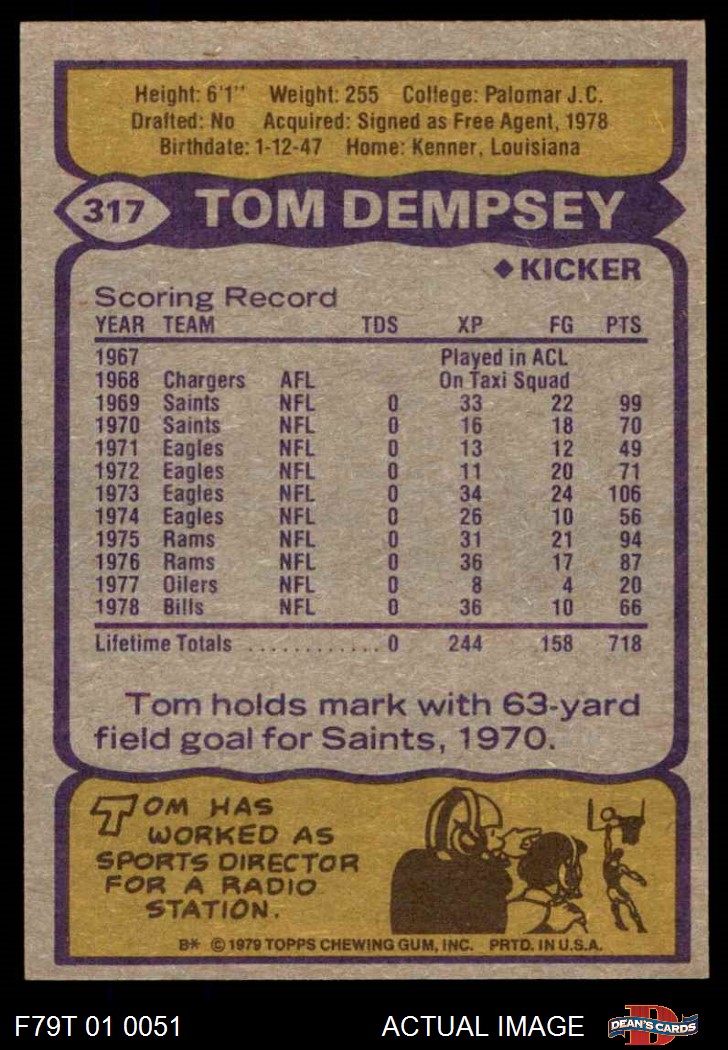 Height: 6'1" Weight: 255 College: Palomar J.C.
Drafted: No Acquired: Signed as Free Agent, 1978
Birthdate: 1-12-47 Home: Kenner, Louisiana
317 TOM DEMPSEY
◆KICKER
Scoring Record
YEAR TEAM TDS XP FG PTS
1967 Played in ACL
1968 Chargers AFL On Taxi Squad
1969 Saints NFL 0 33 22 99
1970 Saints NFL 0 16 18 70
1971 Eagles NFL 0 13 12 49
1972 Eagles NFL 0 11 20 71
1973 Eagles NFL 0 34 24 106
1974 Eagles NFL 0 26 10 56
1975 Rams NFL 0 31 21 94
1976 Rams NFL 0 36 17 87
1977 Oilers NFL 0 8 4 20
1978 Bills NFL 0 36 10 66
Lifetime Totals . . . . . . . . . . . . 0 244 158 718
Tom holds mark with 63-yard
field goal for Saints, 1970.
TOM HAS
WORKED AS
SPORTS DIRECTOR
FOR A RADIO
STATION.
B* © 1979 TOPPS CHEWING GUM, INC. PRTD. IN U.S.A.
F79T 01 0051 ACTUAL IMAGE D DEAN'S CARDS